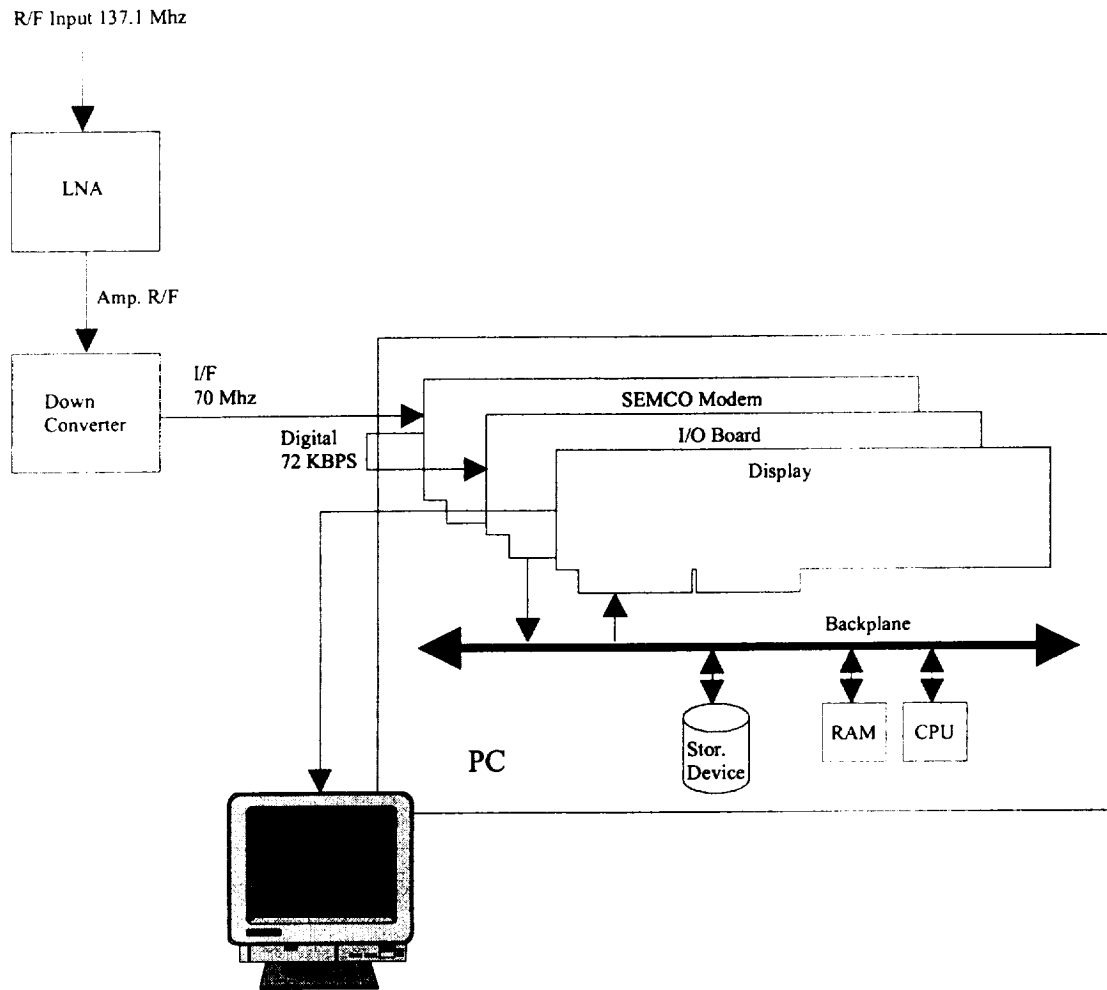 R/F Input 137.1 Mhz
LNA
Amp. R/F
Down
Converter
I/F
70 Mhz
Digital
72 KBPS
SEMCO Modem
I/O Board
Display
Backplane
Stor.
Device
RAM
CPU
PC